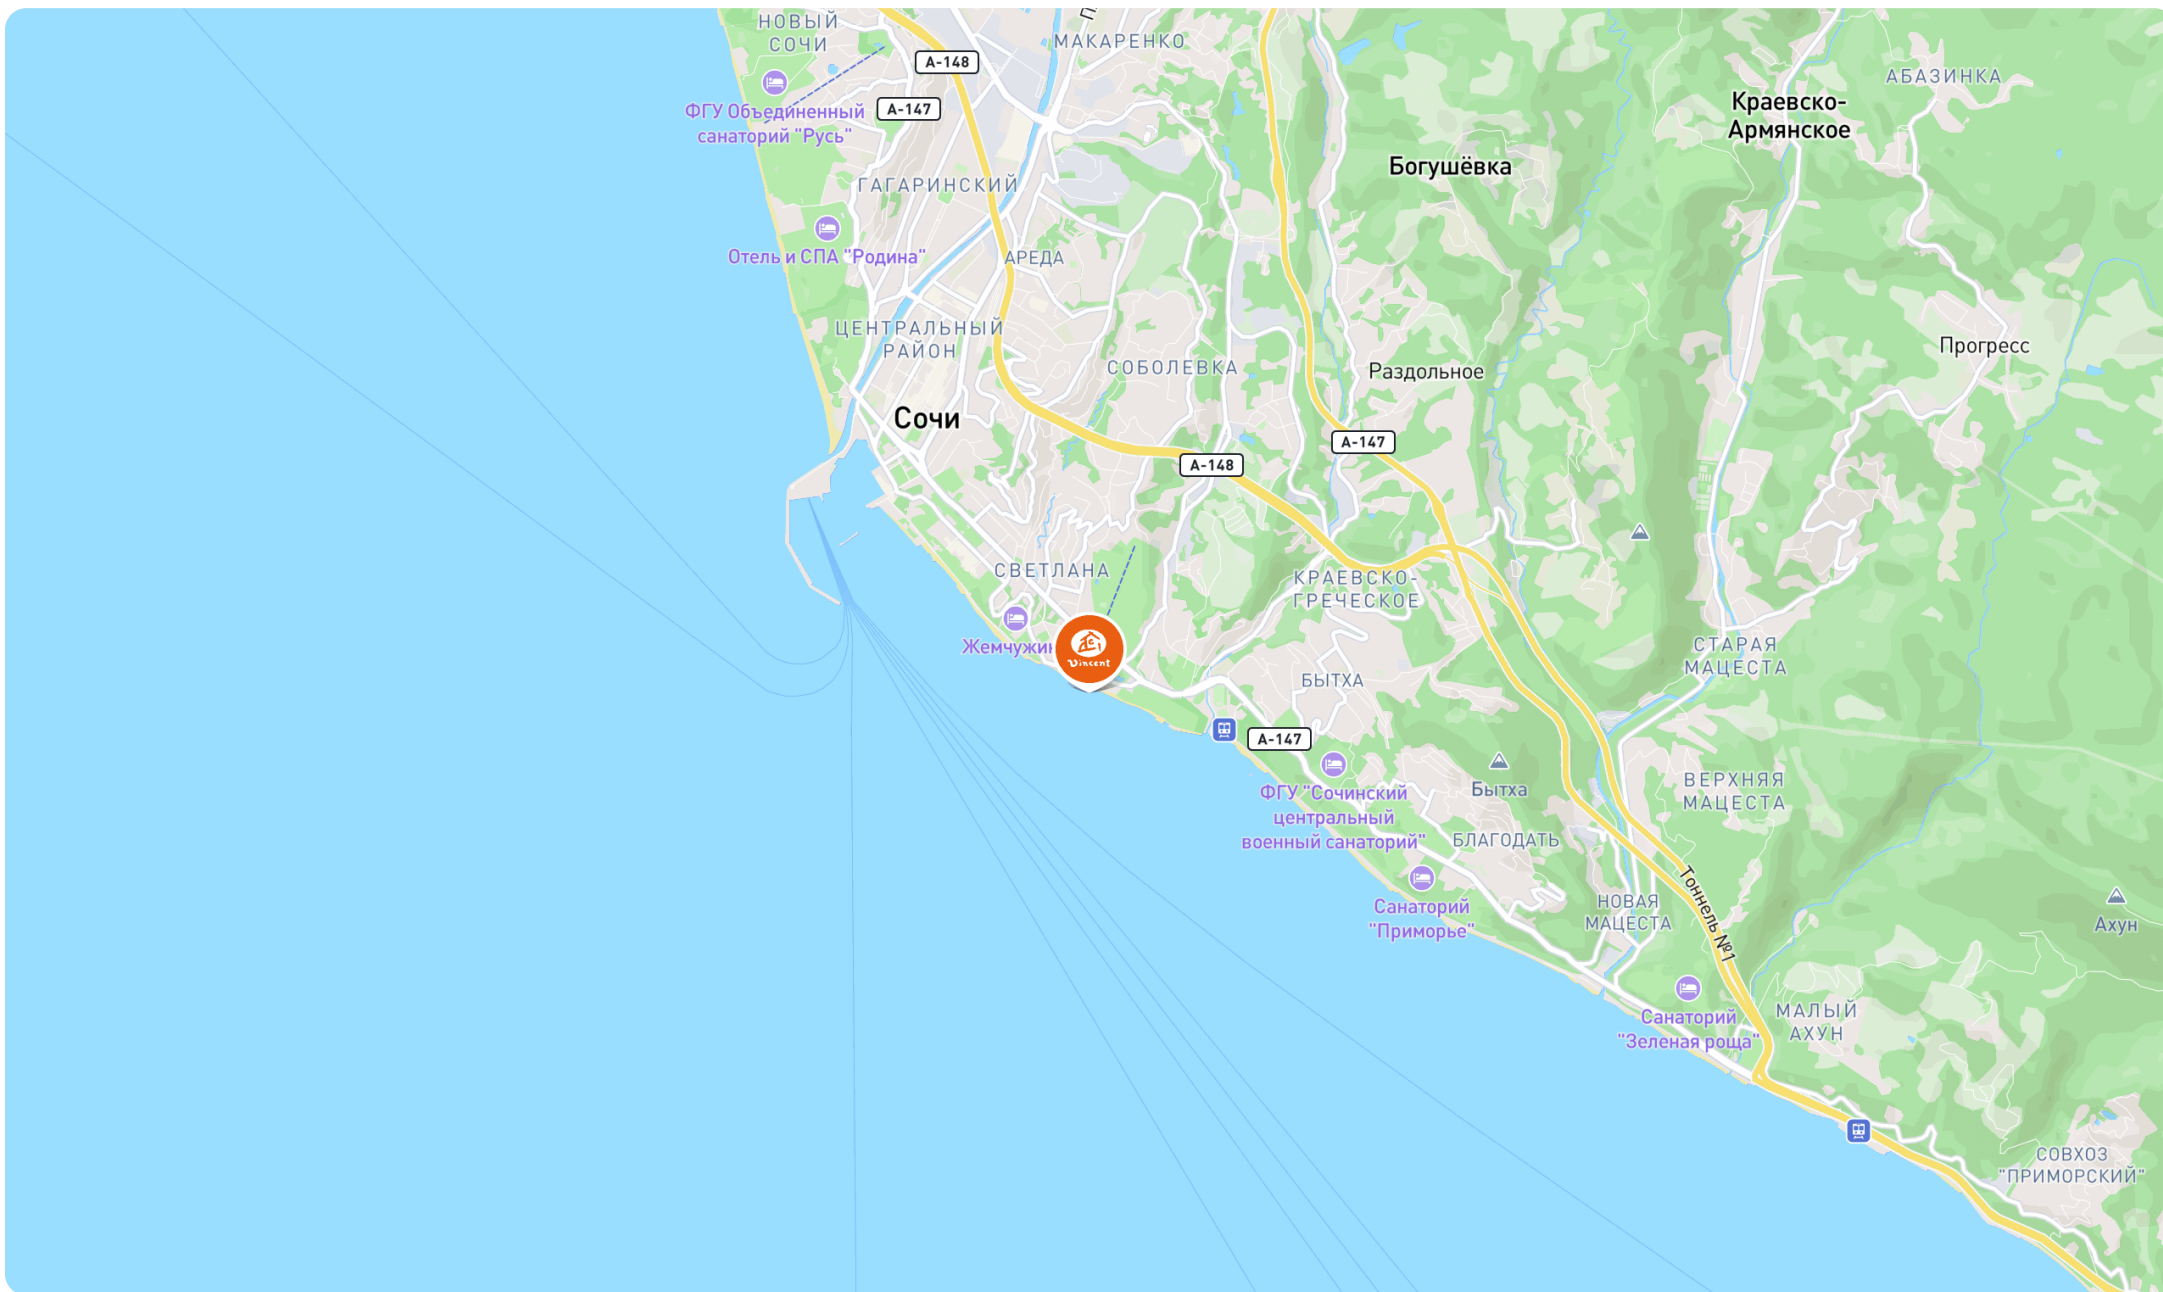 НОВЫЙ
СОЧИ
МАКАРЕНКО
А-148
АБАЗИНКА
ФГУ Объединенный
санаторий "Русь"
А-147
Краевско-
Армянское
Богушёвка
ГАГАРИНСКИЙ
Отель и СПА "Родина"
АРЕДА
ЦЕНТРАЛЬНЫЙ
РАЙОН
СОБОЛЕВКА
Раздольное
Прогресс
Сочи
А-147
А-148
СВЕТЛАНА
КРАЕВСКО-
ГРЕЧЕСКОЕ
Жемчужин
Vincent
СТАРАЯ
МАЦЕСТА
БЫТХА
А-147
ФГУ "Сочинский
центральный
военный санаторий"
Бытха
ВЕРХНЯЯ
МАЦЕСТА
БЛАГОДАТЬ
Тоннель №1
Санаторий
"Приморье"
НОВАЯ
МАЦЕСТА
Ахун
Санаторий
"Зеленая роща"
МАЛЫЙ
АХУН
СОВХОЗ
"ПРИМОРСКИЙ"